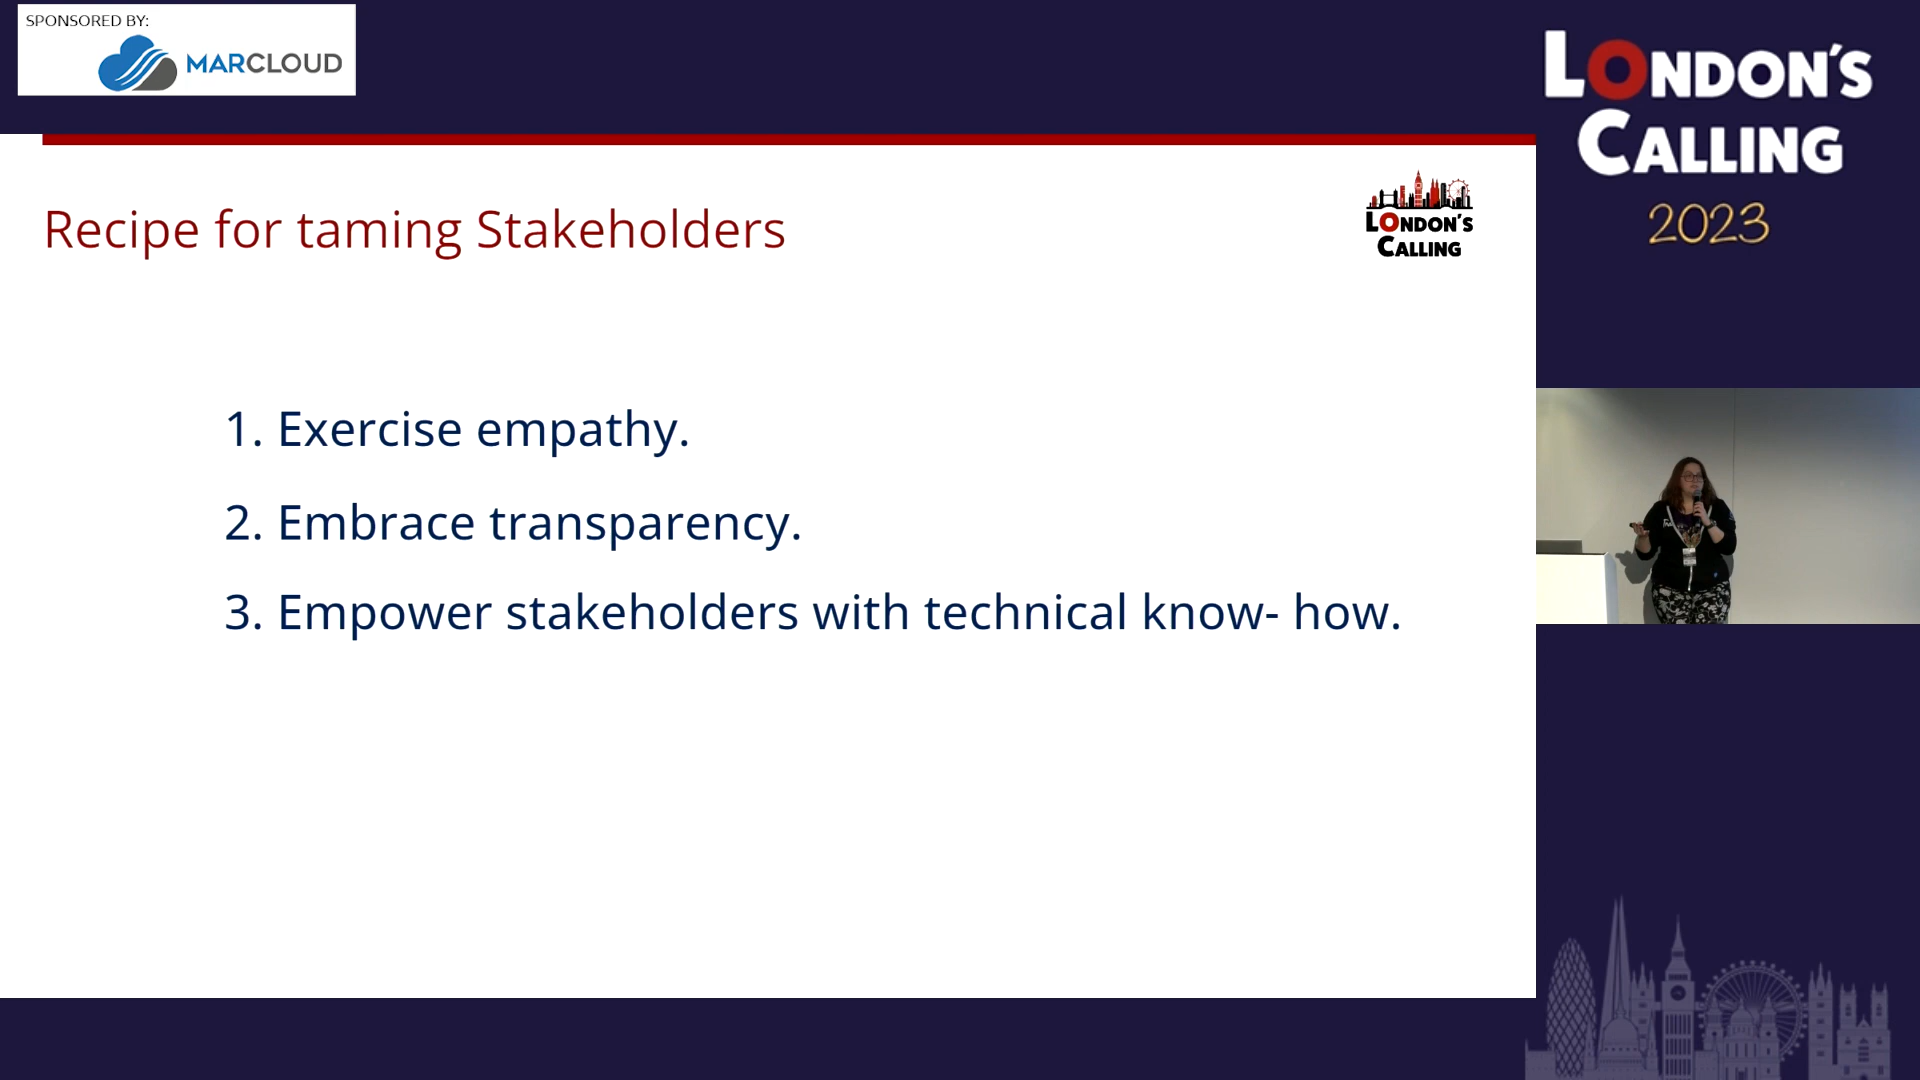 SPONSORED BY:
MARCLOUD
LONDON'S
CALLING
2023
Recipe for taming Stakeholders
LONDON'S
CALLING
1. Exercise empathy.
2. Embrace transparency.
3. Empower stakeholders with technical know- how.